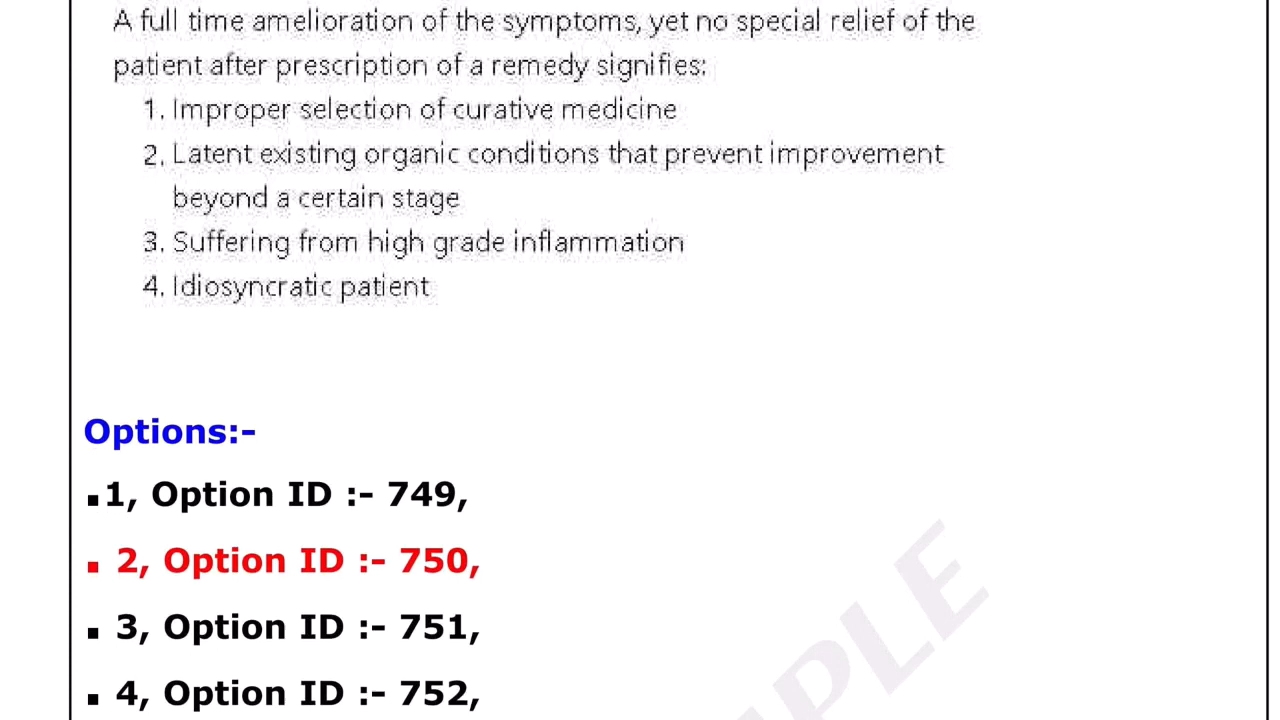 A full time amelioration of the symptoms, yet no special relief of the
patient after prescription of a remedy signifies:
1. Improper selection of curative medicine
2. Latent existing organic conditions that prevent improvement
beyond a certain stage
3. Suffering from high grade inflammation
4. Idiosyncratic patient
Options:-
1, Option ID :- 749,
2, Option ID :- 750,
3, Option ID :- 751,
4, Option ID :- 752,
PLE